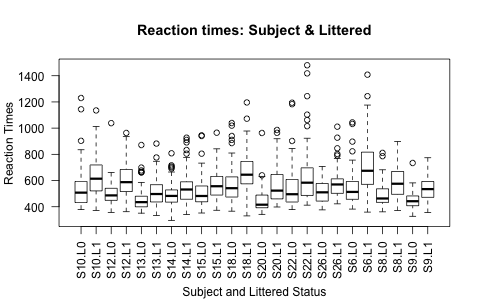 Reaction times: Subject & Littered
Reaction Times
1400
1200
1000
800
600
400
S10.L0
S10.L1
S12.L0
S12.L1
S13.L0
S13.L1
S14.L0
S14.L1
S15.L0
S15.L1
S18.L0
S18.L1
S20.L0
S20.L1
S22.L0
S22.L1
S26.L0
S26.L1
S6.L0
S6.L1
S8.L0
S8.L1
S9.L0
S9.L1
Subject and Littered Status